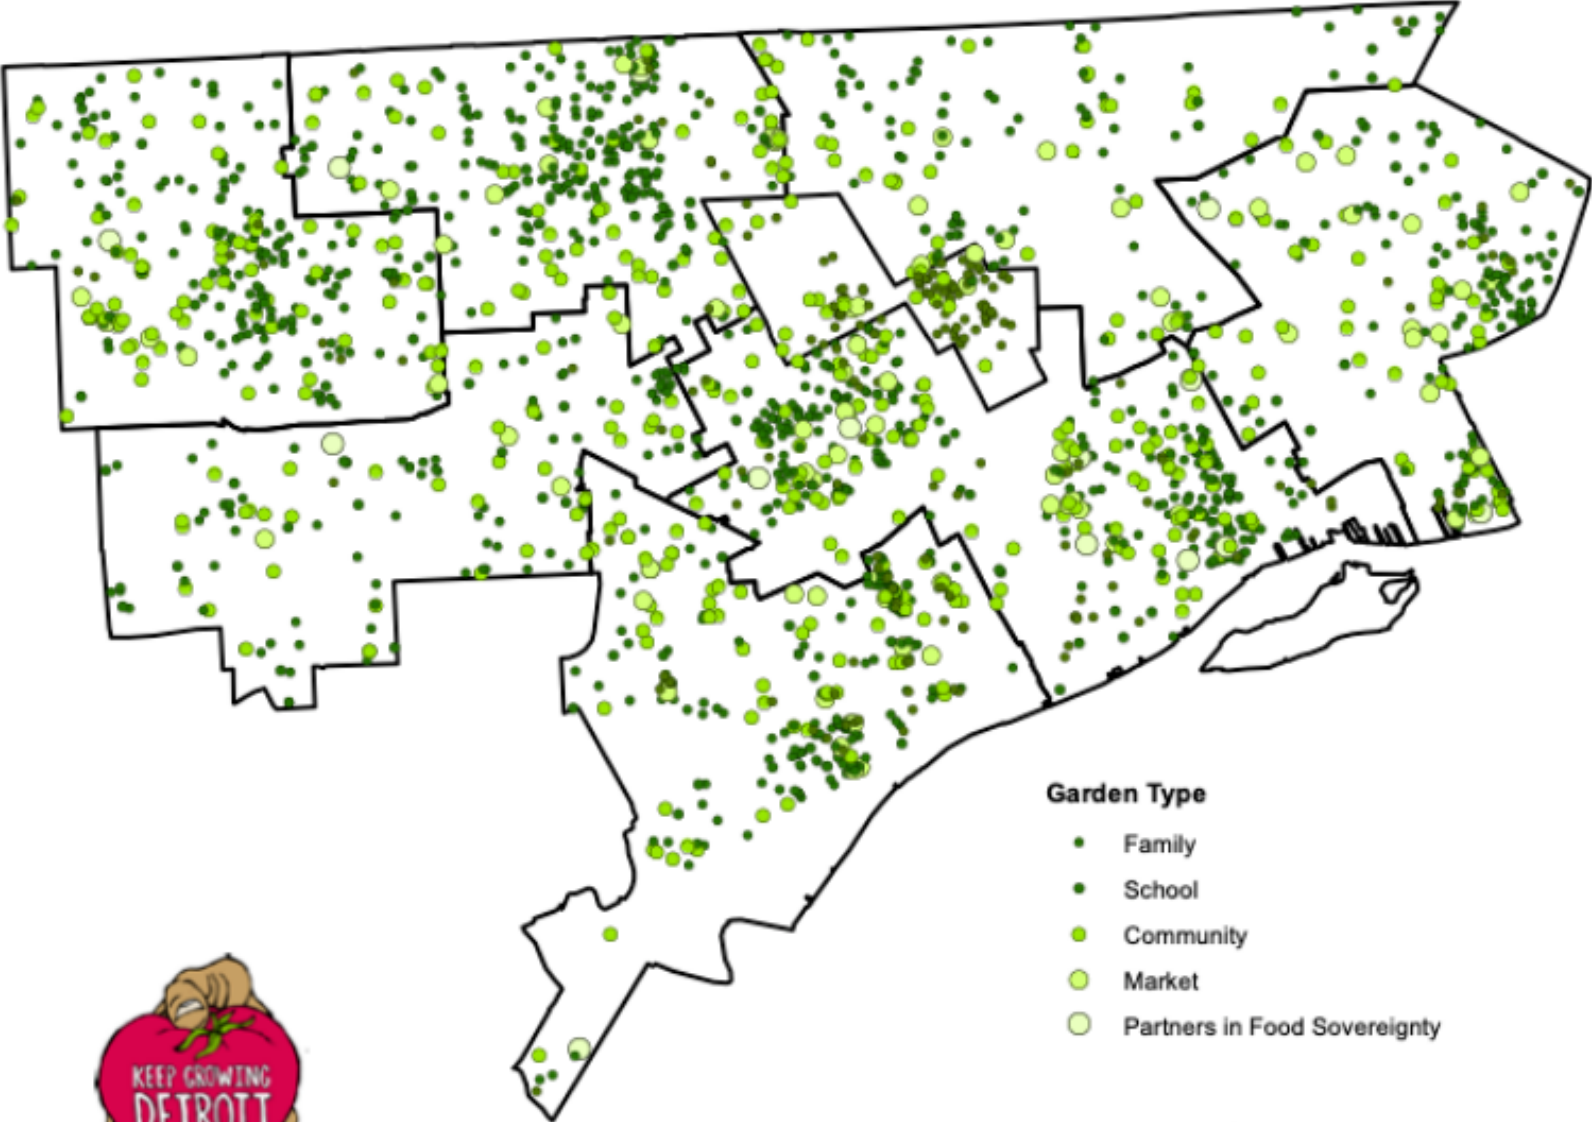 Garden Type
Family
School
Community
Market
Partners in Food Sovereignty
KEEP GROWING
DETROIT